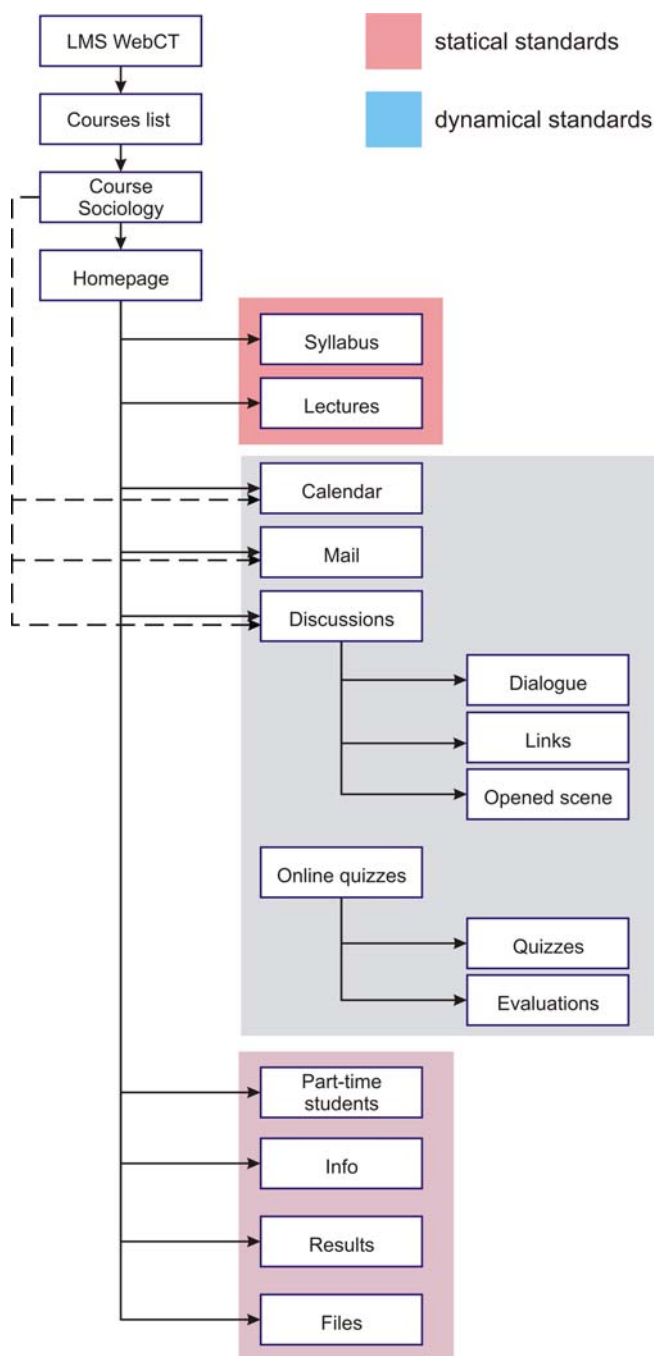 LMS WebCT
statical standards
Courses list
dynamical standards
Course
Sociology
Homepage
Syllabus
Lectures
Calendar
Mail
Discussions
Dialogue
Links
Opened scene
Online quizzes
Quizzes
Evaluations
Part-time
students
Info
Results
Files